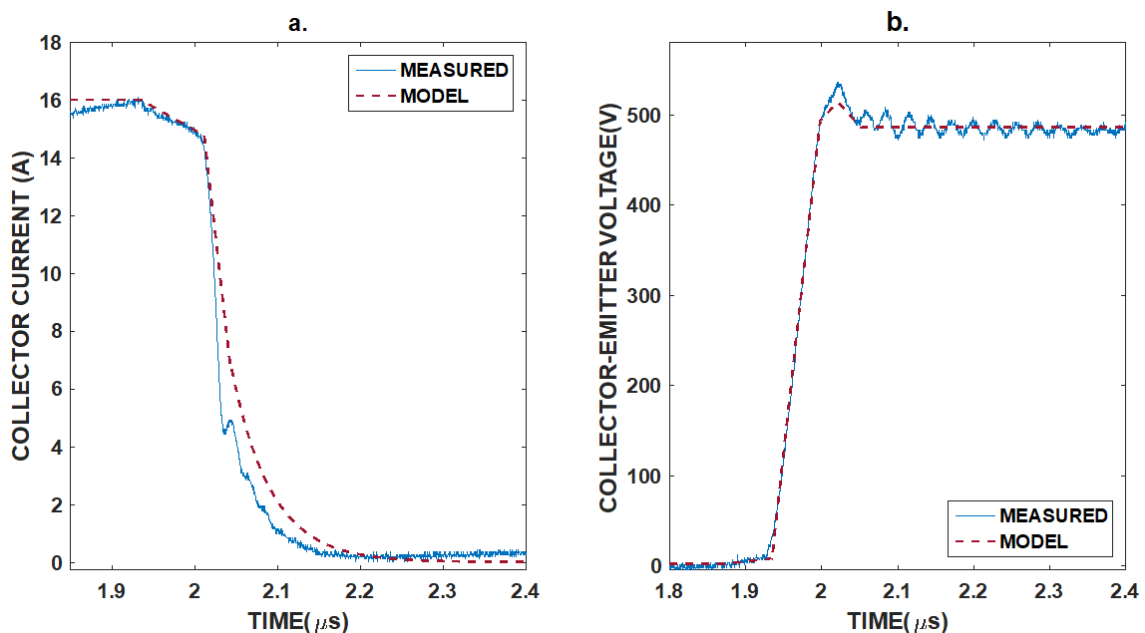 a.
18
16
14
12
10
8
6
4
2
0
COLLECTOR CURRENT (A)
1.9
2
2.1
2.2
2.3
2.4
TIME(μs)
MEASURED
MODEL
b.
500
400
300
200
100
0
COLLECTOR-EMITTER VOLTAGE(V)
1.8
1.9
2
2.1
2.2
2.3
2.4
TIME(μs)
MEASURED
MODEL